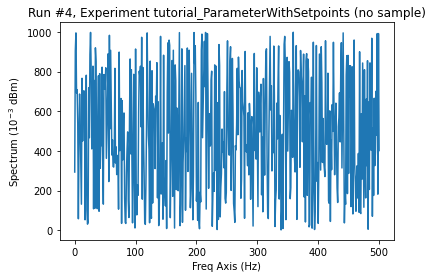 Run #4, Experiment tutorial_ParameterWithSetpoints (no sample)
1000
800
600
400
200
0
Spectrum (10⁻³ dBm)
0 100 200 300 400 500
Freq Axis (Hz)